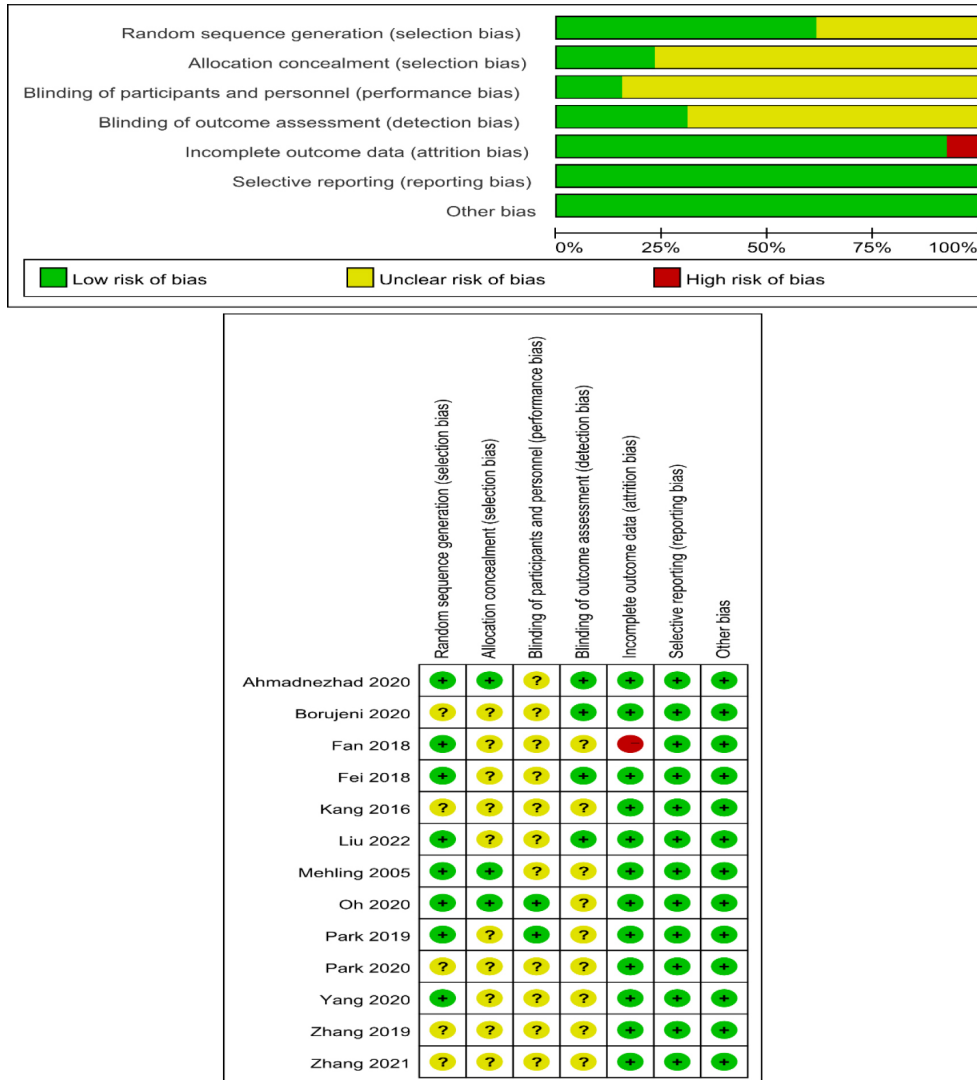 Random sequence generation (selection bias)
Allocation concealment (selection bias)
Blinding of participants and personnel (performance bias)
Blinding of outcome assessment (detection bias)
Incomplete outcome data (attrition bias)
Selective reporting (reporting bias)
Other bias
0% 25% 50% 75% 100%
Low risk of bias Unclear risk of bias High risk of bias
Random sequence generation (selection bias)
Allocation concealment (selection bias)
Blinding of participants and personnel (performance bias)
Blinding of outcome assessment (detection bias)
Incomplete outcome data (attrition bias)
Selective reporting (reporting bias)
Other bias
Ahmadnezhad 2020 + + ? + + + +
Borujeni 2020 ? ? ? + + + +
Fan 2018 + ? ? ? + +
Fei 2018 + ? ? + + + +
Kang 2016 ? ? ? ? + + +
Liu 2022 + ? ? + + + +
Mehling 2005 + + ? ? + + +
Oh 2020 + + + ? + + +
Park 2019 + ? + ? + + +
Park 2020 ? ? ? ? + + +
Yang 2020 + ? ? ? + + +
Zhang 2019 ? ? ? ? + + +
Zhang 2021 ? ? ? ? + + +